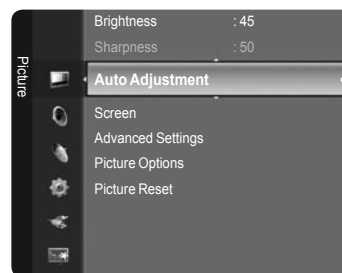 Picture
Brightness : 45
Sharpness : 50
Auto Adjustment
Screen
Advanced Settings
Picture Options
Picture Reset